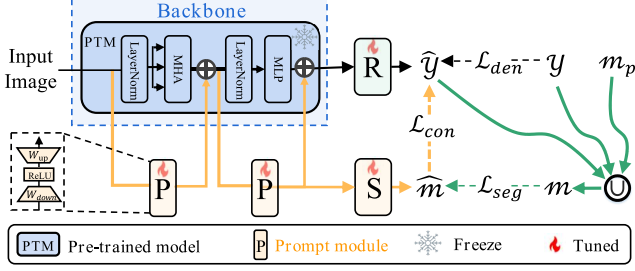 Backbone
Input
Image
PTM
LayerNorm
MHA
LayerNorm
MLP
R
ŷ
ℒ_den
y
m_p
ℒ_con
W_up
ReLU
W_down
P
P
S
m̂
ℒ_seg
m
∪
PTM Pre-trained model
P Prompt module
Freeze
Tuned